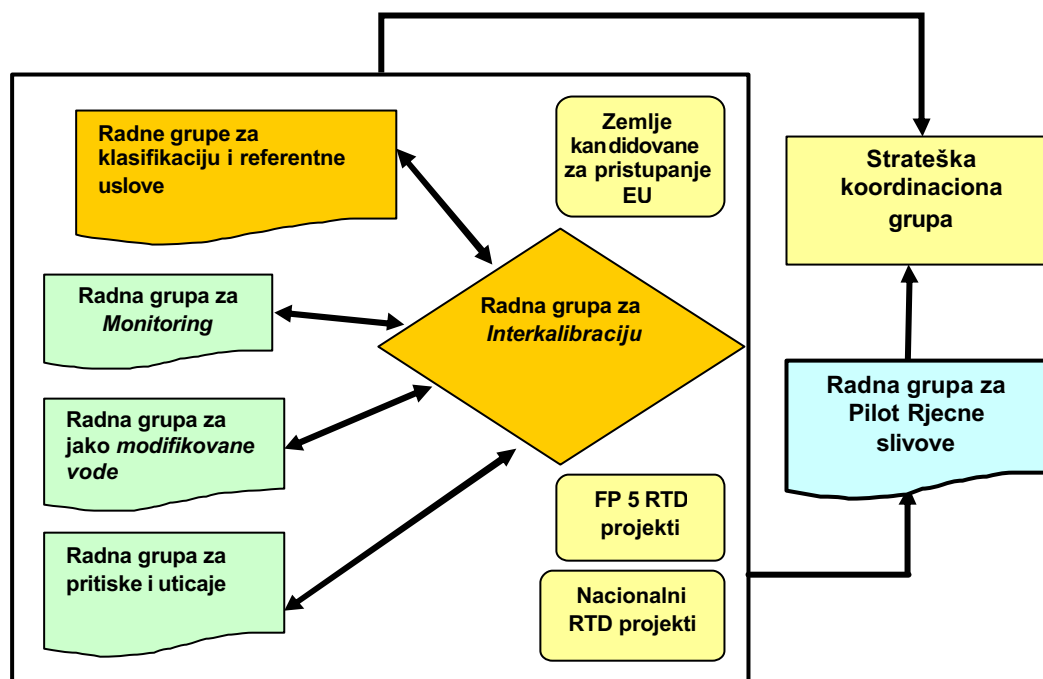 Radne grupe za
klasifikaciju i referentne
uslove
Zemlje
kandidovane
za pristupanje
EU
Strateška
koordinaciona
grupa
Radna grupa za
Monitoring
Radna grupa za
Interkalibraciju
Radna grupa za
jako modifikovane
vode
Radna grupa za
Pilot Rjecne
slivove
FP 5 RTD
projekti
Radna grupa za
pritiske i uticaje
Nacionalni
RTD projekti